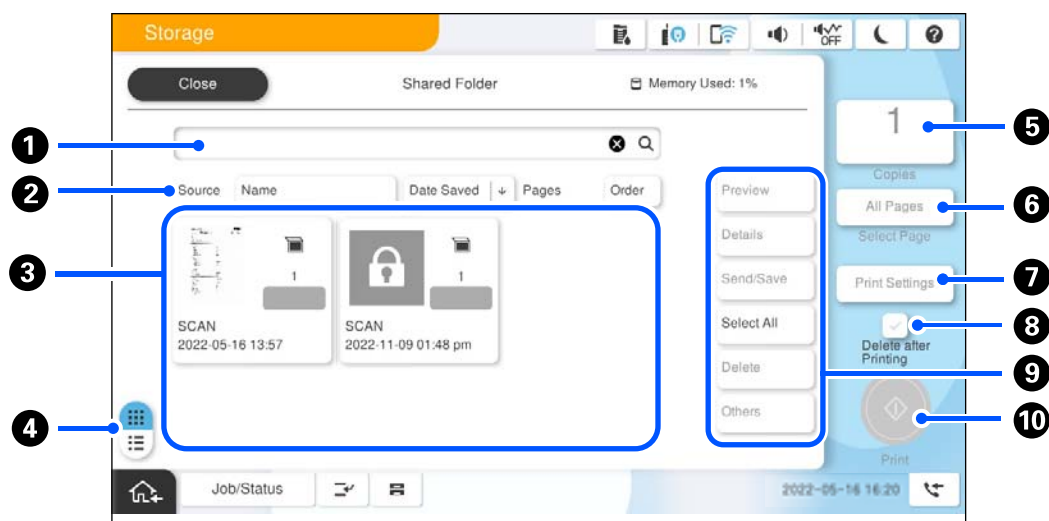 Storage
OFF
Close
Shared Folder
Memory Used: 1%
1
Copies
5
1
2
Source
Name
Date Saved
Pages
Order
Preview
All Pages
6
Select Page
Details
3
1
1
Send/Save
Print Settings
7
SCAN
2022-05-16 13:57
SCAN
2022-11-09 01:48 pm
Select All
8
Delete after
Printing
Delete
9
4
Others
10
Print
Job/Status
2022-05-16 16:20